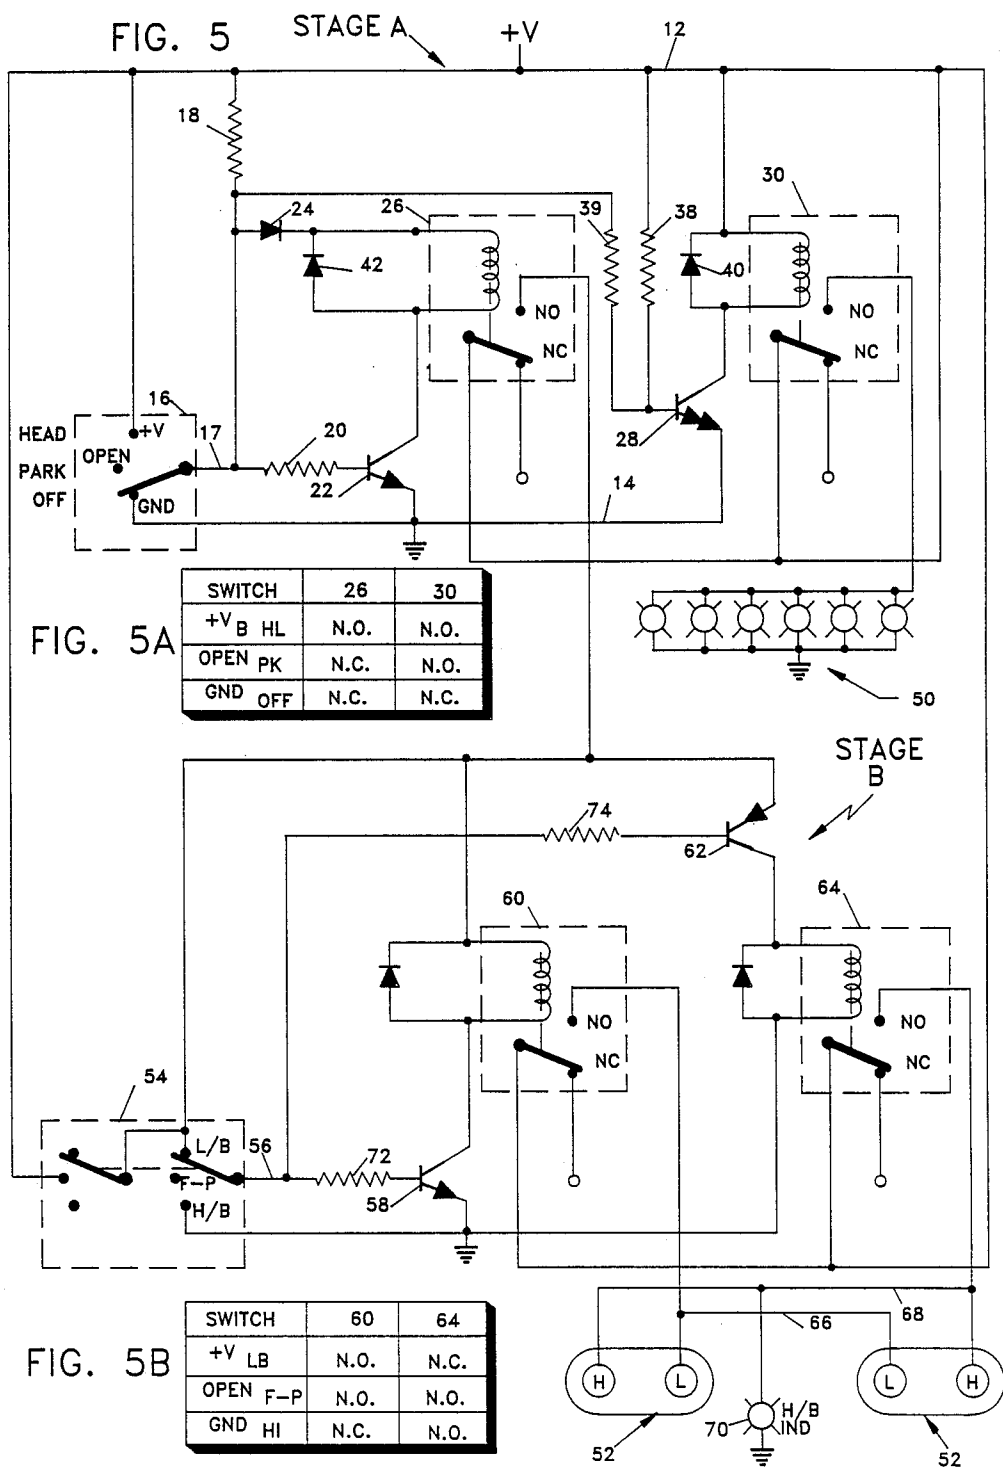 FIG. 5
STAGE A
+V
12
18
24
26
39
38
30
42
40
NO
NC
NO
NC
16
HEAD
+V
17
20
OPEN
PARK
28
OFF
GND
22
14
SWITCH 26 30
+V B HL N.O. N.O.
OPEN PK N.C. N.O.
GND OFF N.C. N.C.
FIG. 5A
50
STAGE
B
74
62
60
64
NO
NC
NO
NC
54
L/B
56
72
F-P
H/B
58
SWITCH 60 64
+V LB N.O. N.C.
OPEN F-P N.O. N.O.
GND HI N.C. N.O.
FIG. 5B
68
66
H
L
L
H
70
H/B
IND
52
52